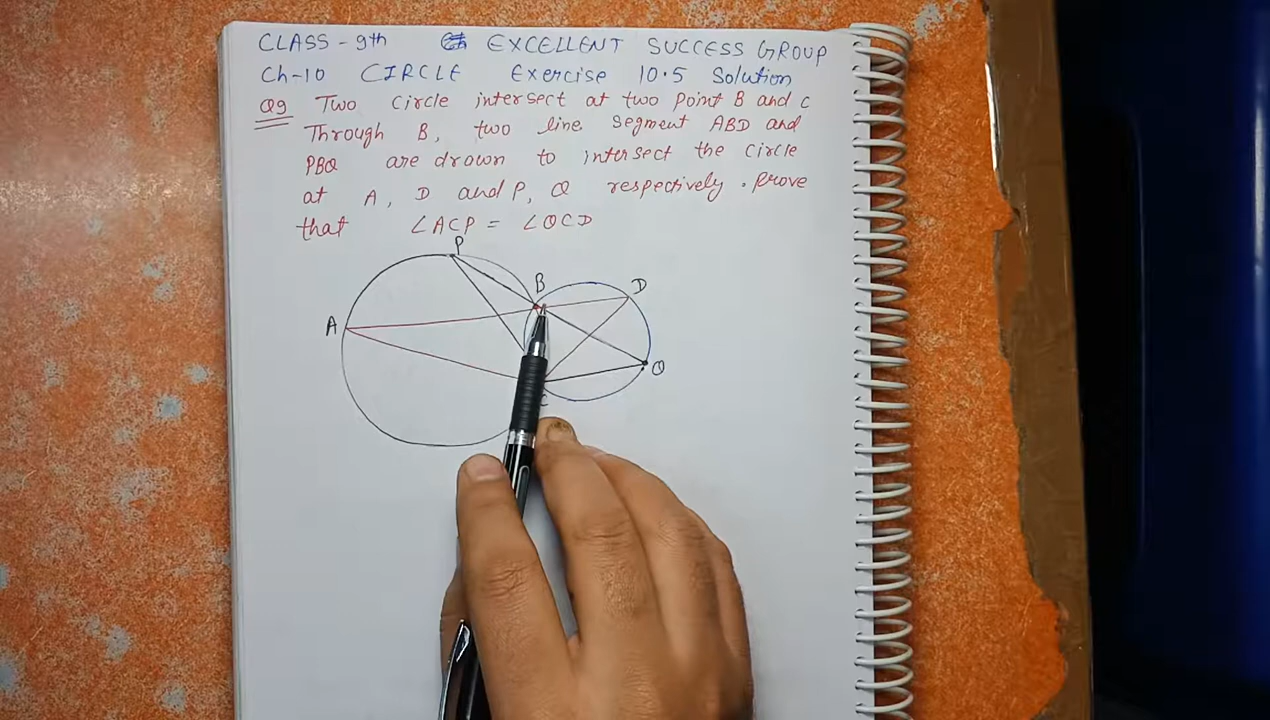 CLASS - 9th EXCELLENT SUCCESS GROUP
Ch-10 CIRCLE Exercise 10.5 Solution
Q9 Two Circle intersect at two Point B and C
Through B, two line Segment ABD and
PBQ are drown to intersect the circle
at A, D and P, Q respectively. Prove
that ∠ACP = ∠QCD
P
B
D
A
Q
C